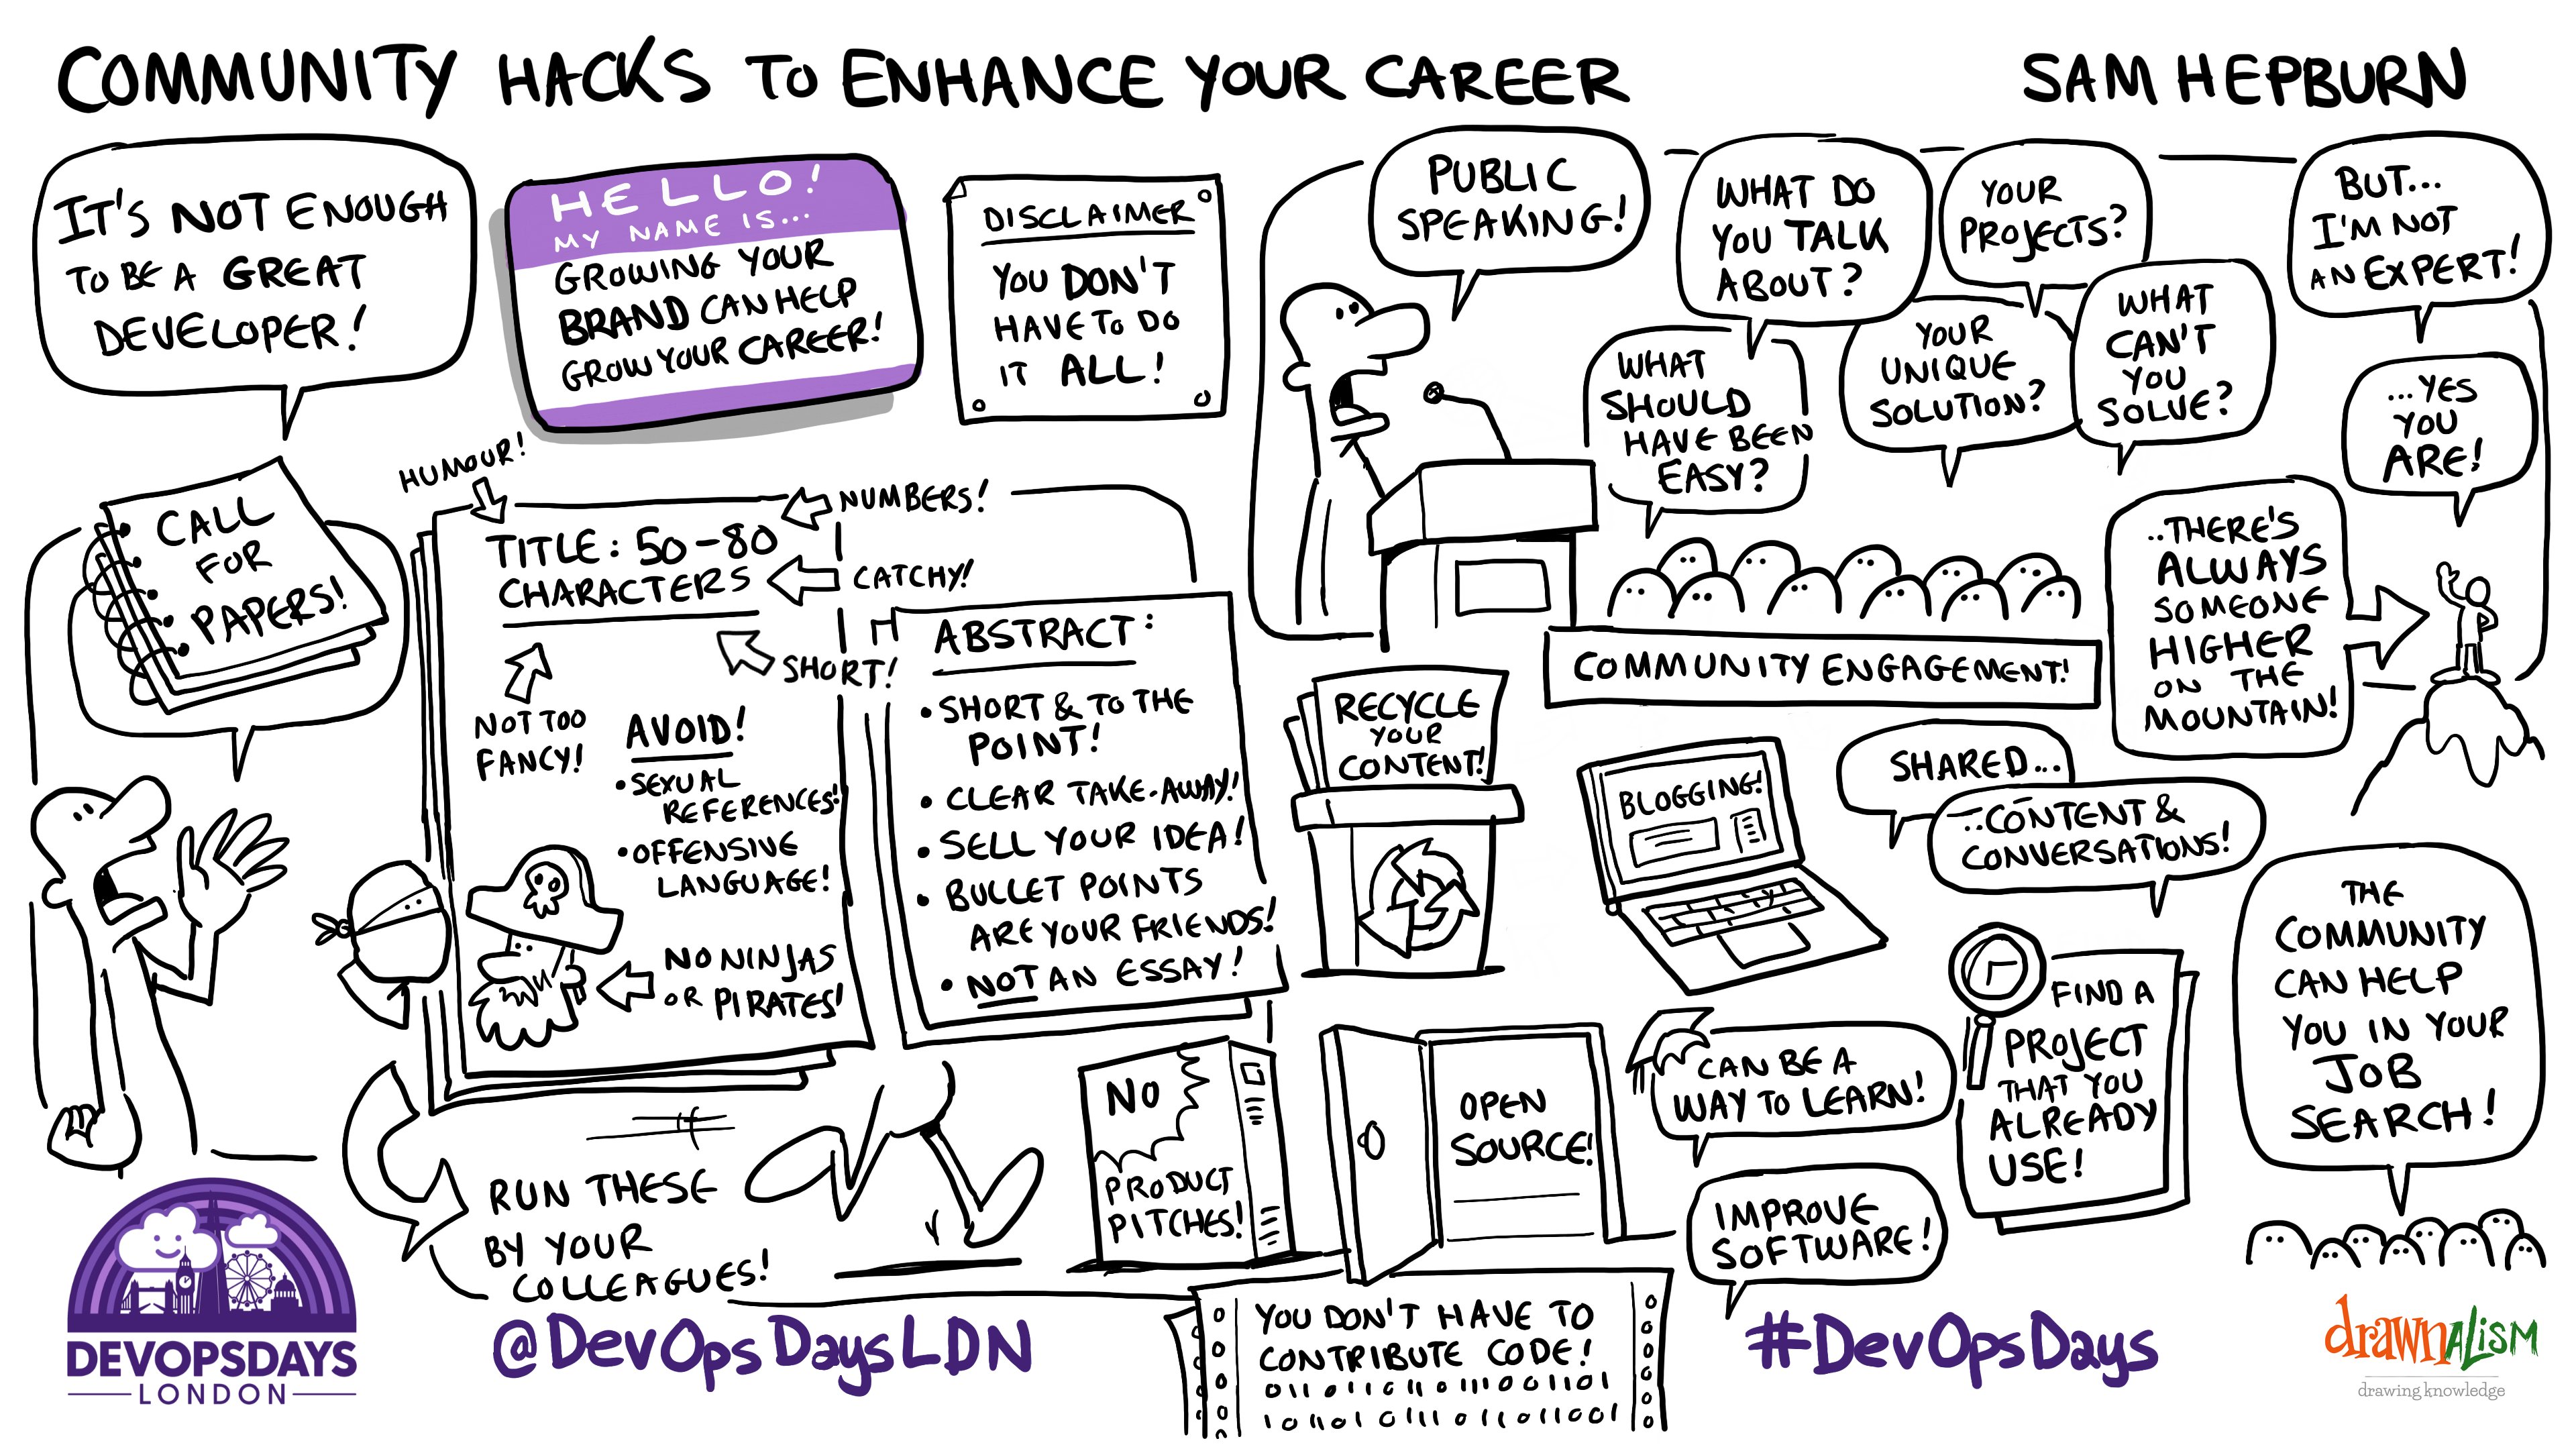 COMMUNITY HACKS TO ENHANCE YOUR CAREER
SAM HEPBURN
IT'S NOT ENOUGH
TO BE A GREAT
DEVELOPER!
HELLO!
MY NAME IS...
GROWING YOUR
BRAND CAN HELP
GROW YOUR CAREER!
DISCLAIMER
YOU DON'T
HAVE TO DO
IT ALL!
CALL
FOR
PAPERS!
HUMOUR!
NUMBERS!
TITLE: 50-80
CHARACTERS
CATCHY!
SHORT!
NOT TOO
FANCY!
AVOID!
• SEXUAL
REFERENCES!
• OFFENSIVE
LANGUAGE!
NO NINJAS
OR PIRATES!
ABSTRACT:
• SHORT & TO THE
POINT!
• CLEAR TAKE-AWAY!
• SELL YOUR IDEA!
• BULLET POINTS
ARE YOUR FRIENDS!
• NOT AN ESSAY!
RUN THESE
BY YOUR
COLLEAGUES!
NO
PRODUCT
PITCHES!
PUBLIC
SPEAKING!
WHAT DO
YOU TALK
ABOUT?
WHAT
SHOULD
HAVE BEEN
EASY?
YOUR
PROJECTS?
YOUR
UNIQUE
SOLUTION?
WHAT
CAN'T
YOU
SOLVE?
BUT...
I'M NOT
AN EXPERT!
...YES
YOU
ARE!
..THERE'S
ALWAYS
SOMEONE
HIGHER
ON THE
MOUNTAIN!
COMMUNITY ENGAGEMENT!
RECYCLE
YOUR
CONTENT!
BLOGGING!
SHARED...
..CONTENT &
CONVERSATIONS!
OPEN
SOURCE!
CAN BE A
WAY TO LEARN!
IMPROVE
SOFTWARE!
FIND A
PROJECT
THAT YOU
ALREADY
USE!
THE
COMMUNITY
CAN HELP
YOU IN YOUR
JOB
SEARCH!
YOU DON'T HAVE TO
CONTRIBUTE CODE!
DEVOPSDAYS
LONDON
@DevOpsDaysLDN
#DevOpsDays
drawnalism
drawing knowledge